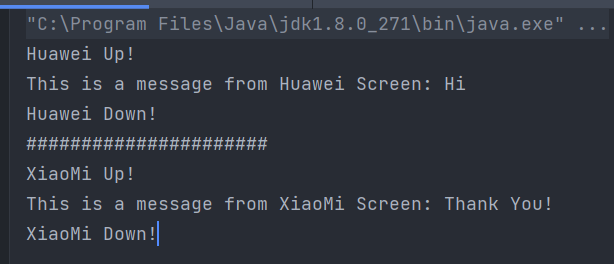 "C:\Program Files\Java\jdk1.8.0_271\bin\java.exe" ...
Huawei Up!
This is a message from Huawei Screen: Hi
Huawei Down!
######################
XiaoMi Up!
This is a message from XiaoMi Screen: Thank You!
XiaoMi Down!